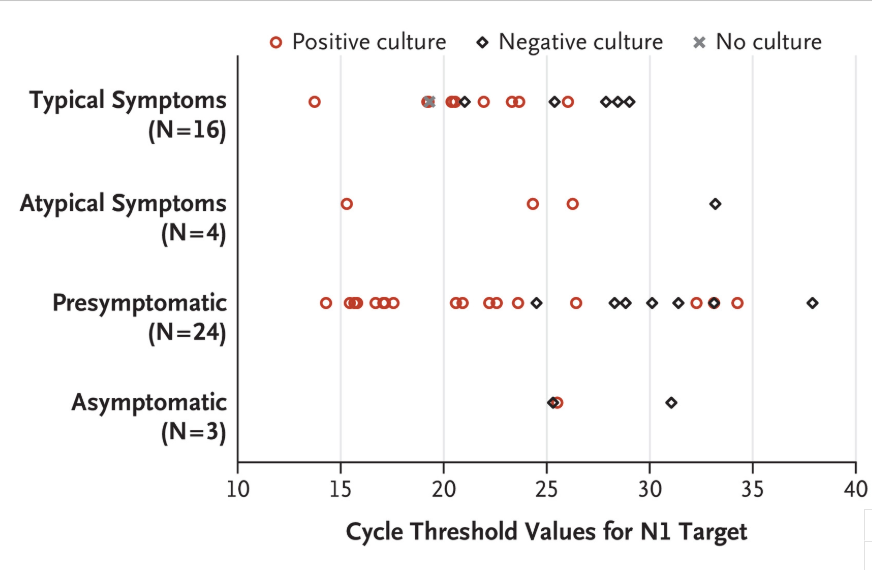 Positive culture Negative culture No culture
Typical Symptoms
(N=16)
Atypical Symptoms
(N=4)
Presymptomatic
(N=24)
Asymptomatic
(N=3)
10 15 20 25 30 35 40
Cycle Threshold Values for N1 Target